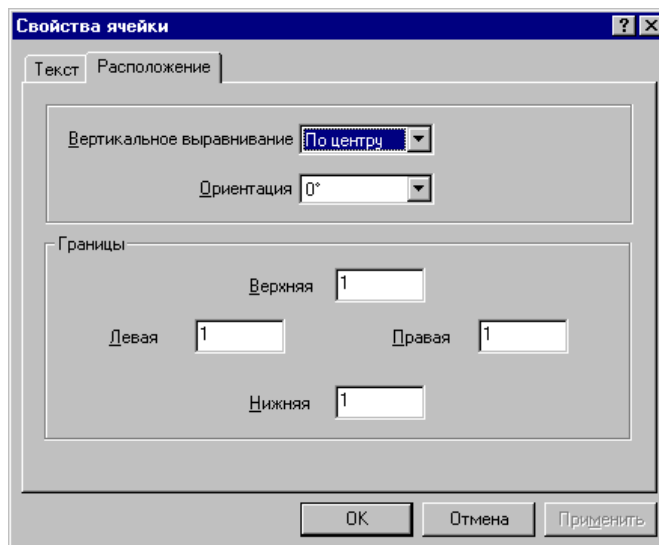 Свойства ячейки
Текст Расположение
Вертикальное выравнивание По центру
Ориентация 0°
Границы
Верхняя 1
Левая 1 Правая 1
Нижняя 1
OK Отмена Применить